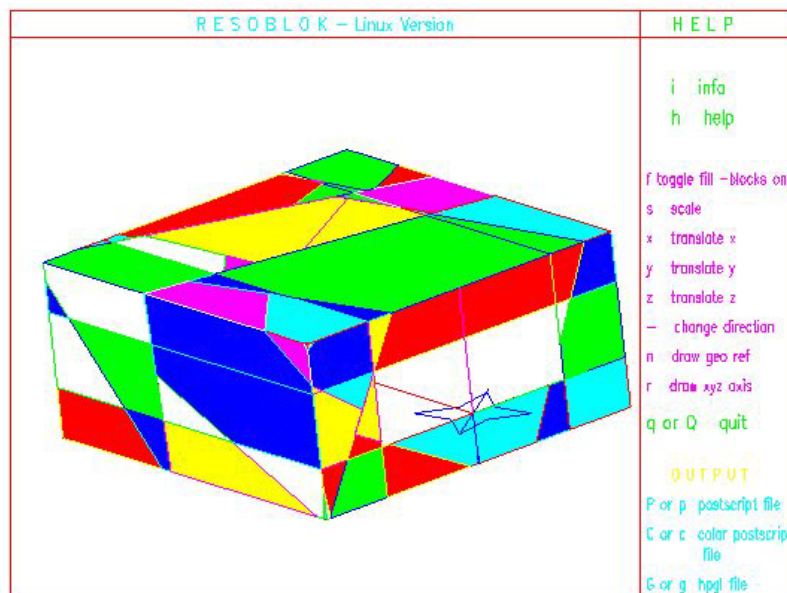 RESOBLOK – Linux Version
HELP
i info
h help
f toggle fill – blocks on
s scale
x translate x
y translate y
z translate z
– change direction
n draw geo ref
r draw xyz axis
q or Q quit
OUTPUT
P or p postscript file
C or c color postscrip
file
G or g hpgl file